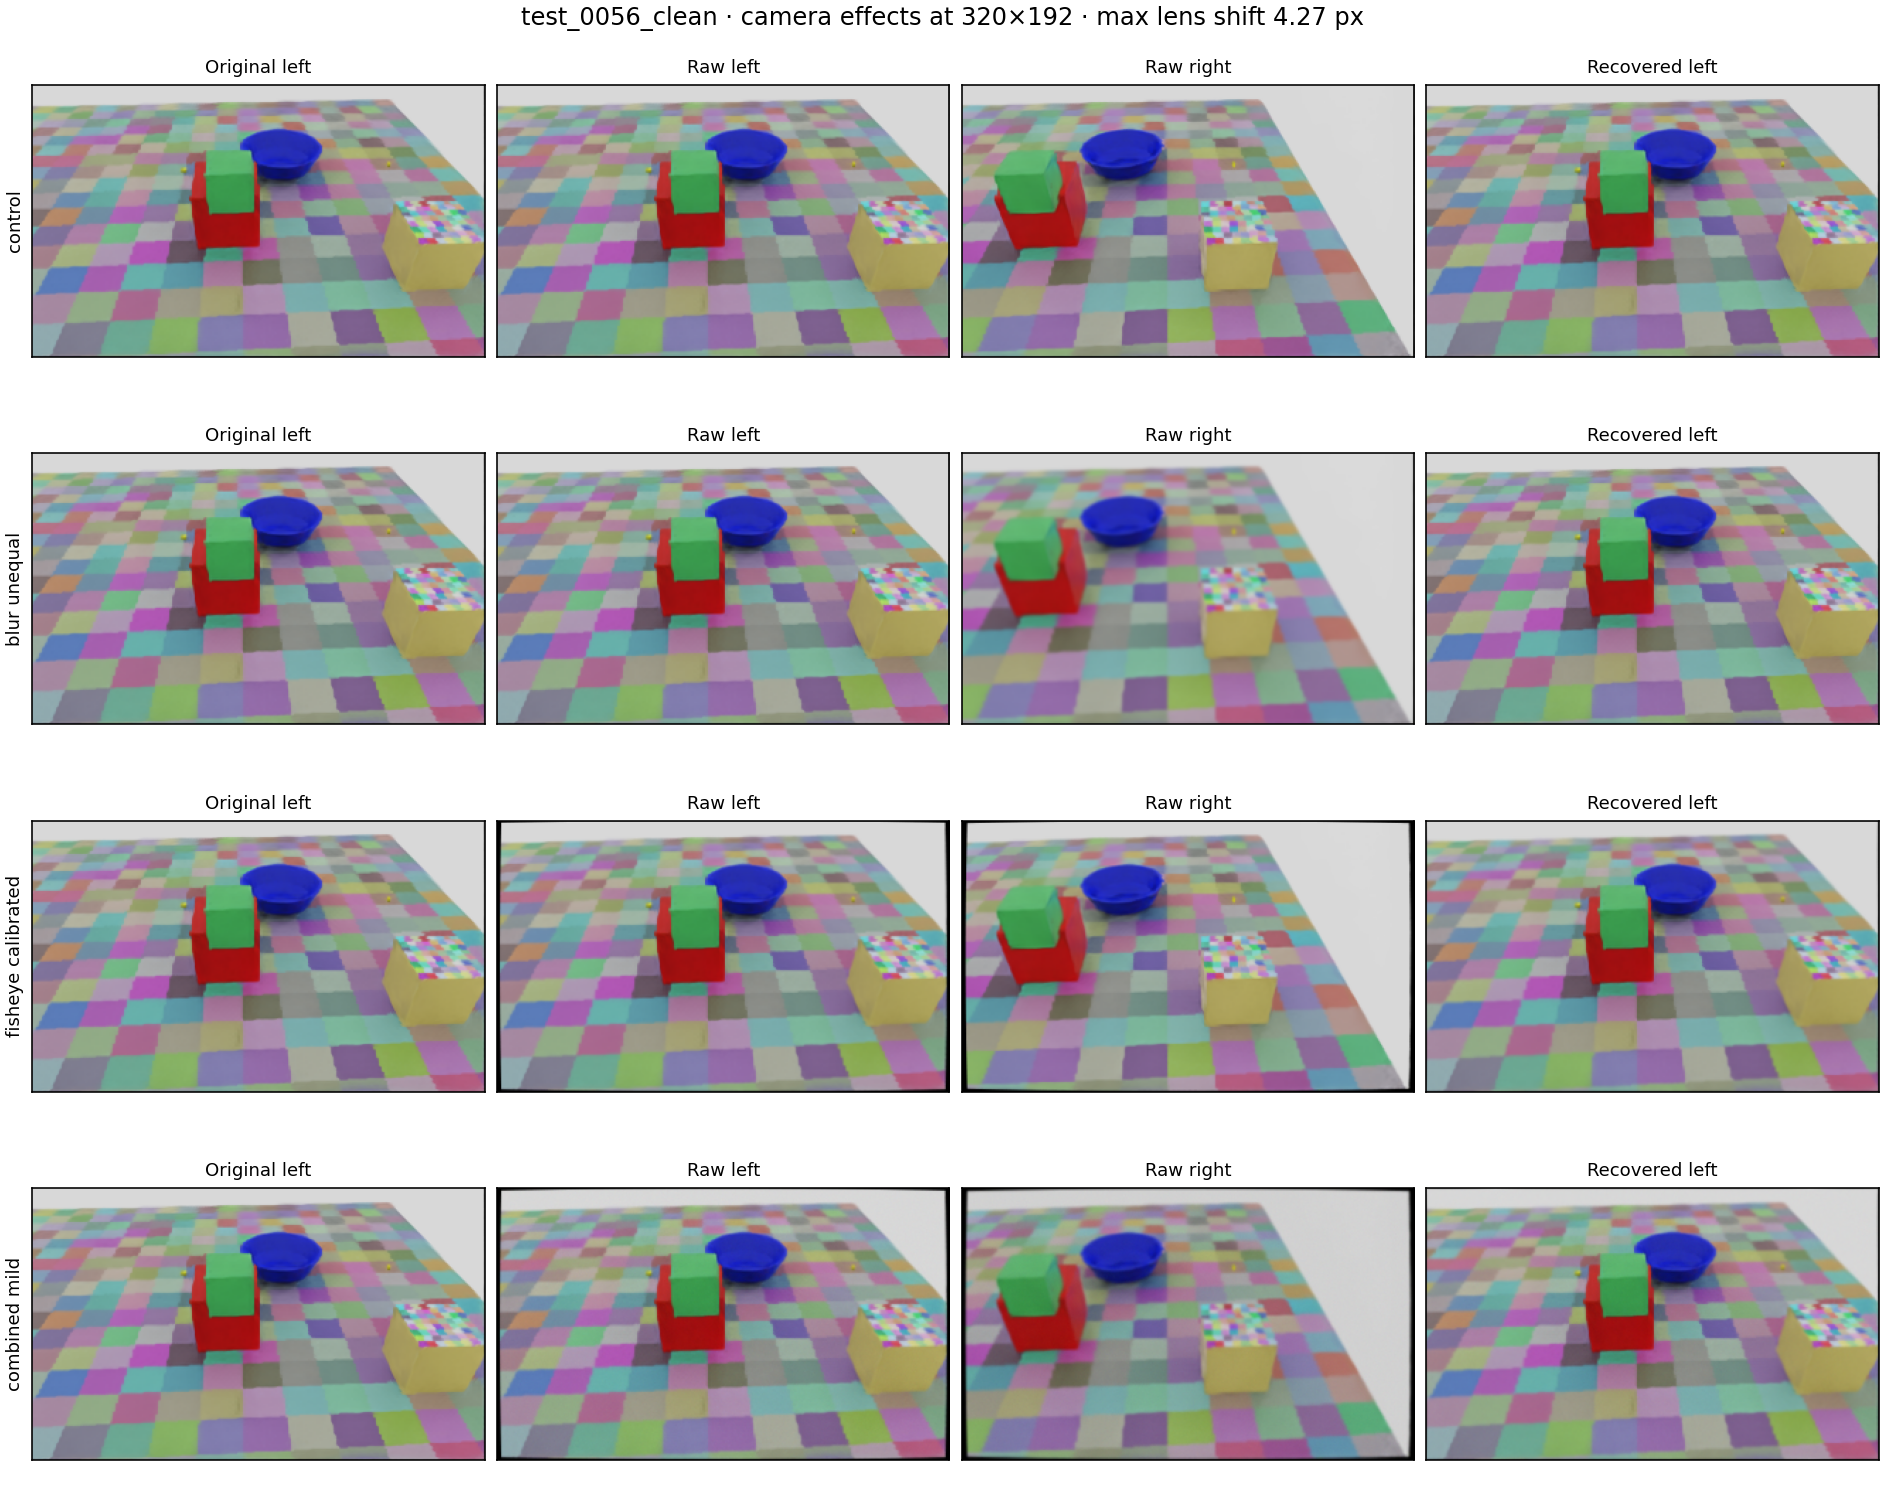 test_0056_clean · camera effects at 320×192 · max lens shift 4.27 px
Original left
Raw left
Raw right
Recovered left
control
Original left
Raw left
Raw right
Recovered left
blur unequal
Original left
Raw left
Raw right
Recovered left
fisheye calibrated
Original left
Raw left
Raw right
Recovered left
combined mild